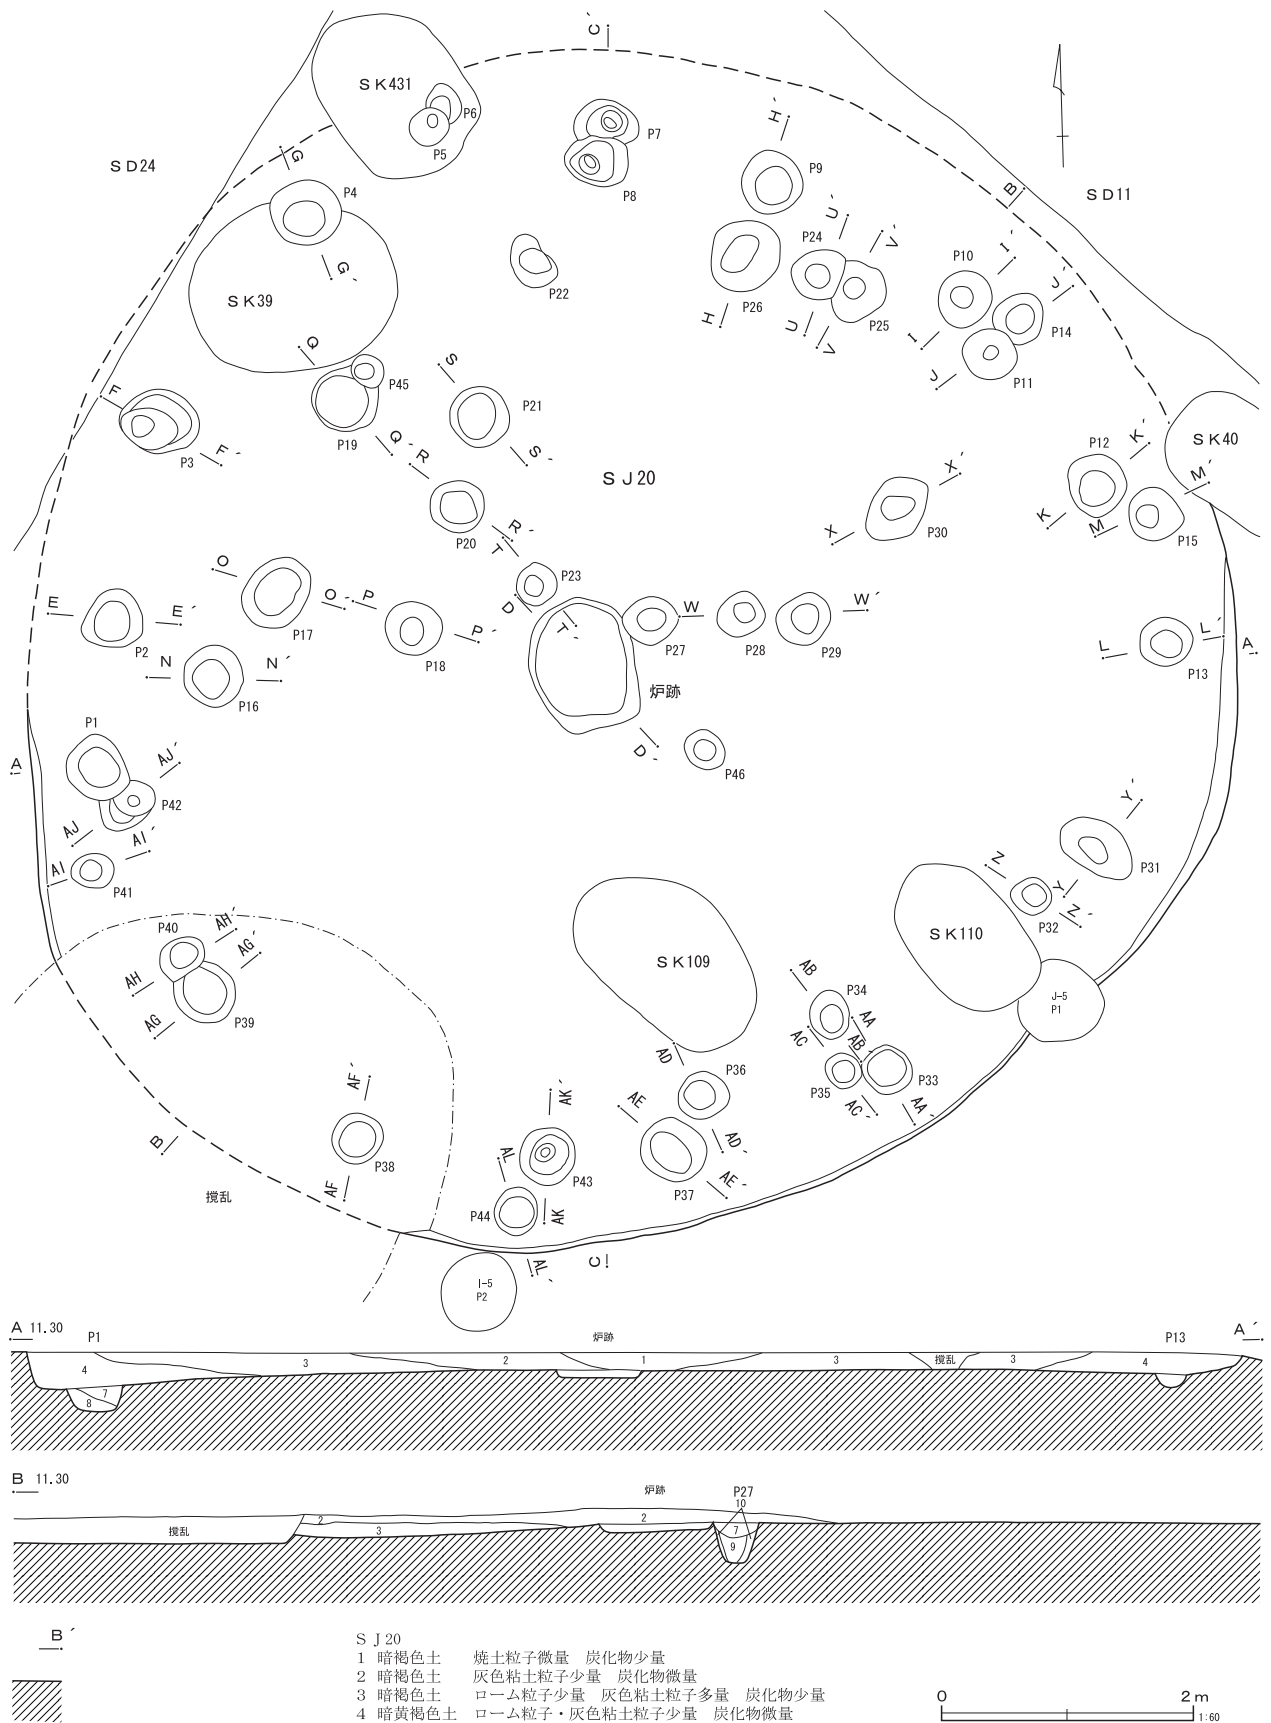 C´
SK431
P6
P5
P7
P8
H´
P9
SD24
G
P4
B
SD11
U´
V´
I´
P24
P10
J´
G´
P22
SK39
P26
P25
P14
H
U
V
I
J
P11
Q
S
P45
P21
F
P19
P3
F´
Q´
R
S´
SJ20
P12
K´
SK40
M´
X´
K
M
P15
X
P30
P20
R´
T
O
P23
D
E
E´
O´
P
T´
W
W´
P17
P2
P18
P´
P27
P28
P29
L´
L
A´
P13
N
N´
P16
炉跡
P1
D´
P46
A
AJ´
P42
AJ
AI´
AI
P41
Y´
Z
P31
Y
P32
Z´
P40
AH´
AG´
SK110
SK109
AH
AG
P39
AB
P34
J-5
P1
AA
AC
AB´
AD
P36
P35
P33
AF´
AK´
AE
AC´
AA´
B
P38
AL
AD´
P43
P37
AE´
AF
撹乱
P44
AK
C
AL´
I-5
P2
A 11.30
P1
炉跡
P13
A´
4
3
2
1
3
撹乱
3
4
7
8
B 11.30
炉跡
P27
10
2
撹乱
3
2
7
9
B´
SJ20
1 暗褐色土 焼土粒子微量 炭化物少量
2 暗褐色土 灰色粘土粒子少量 炭化物微量
3 暗褐色土 ローム粒子少量 灰色粘土粒子多量 炭化物少量
4 暗黄褐色土 ローム粒子・灰色粘土粒子少量 炭化物微量
0 2m
1:60